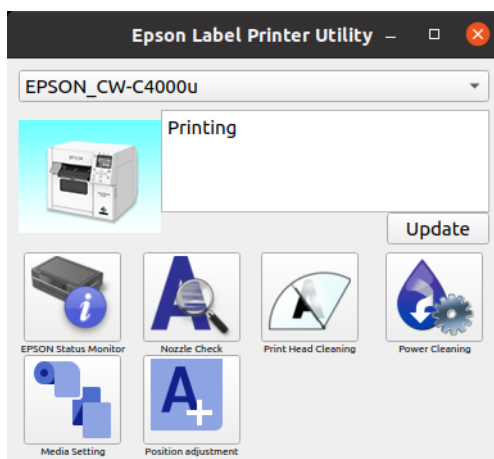 Epson Label Printer Utility
EPSON_CW-C4000u
Printing
Update
EPSON Status Monitor
Nozzle Check
Print Head Cleaning
Power Cleaning
Media Setting
Position adjustment